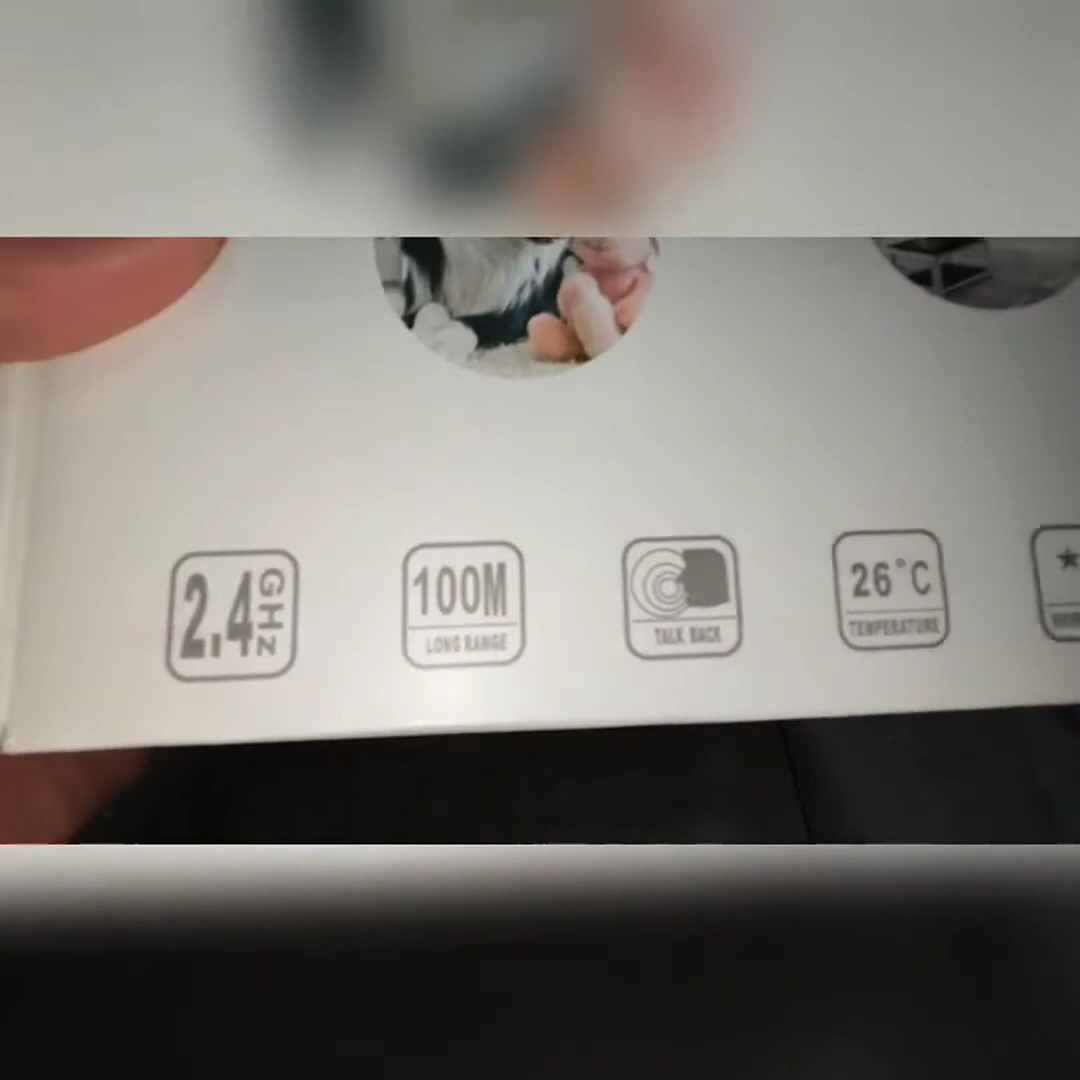 2.4 GHZ
100M
LONG RANGE
TALK BACK
26°C
TEMPERATURE